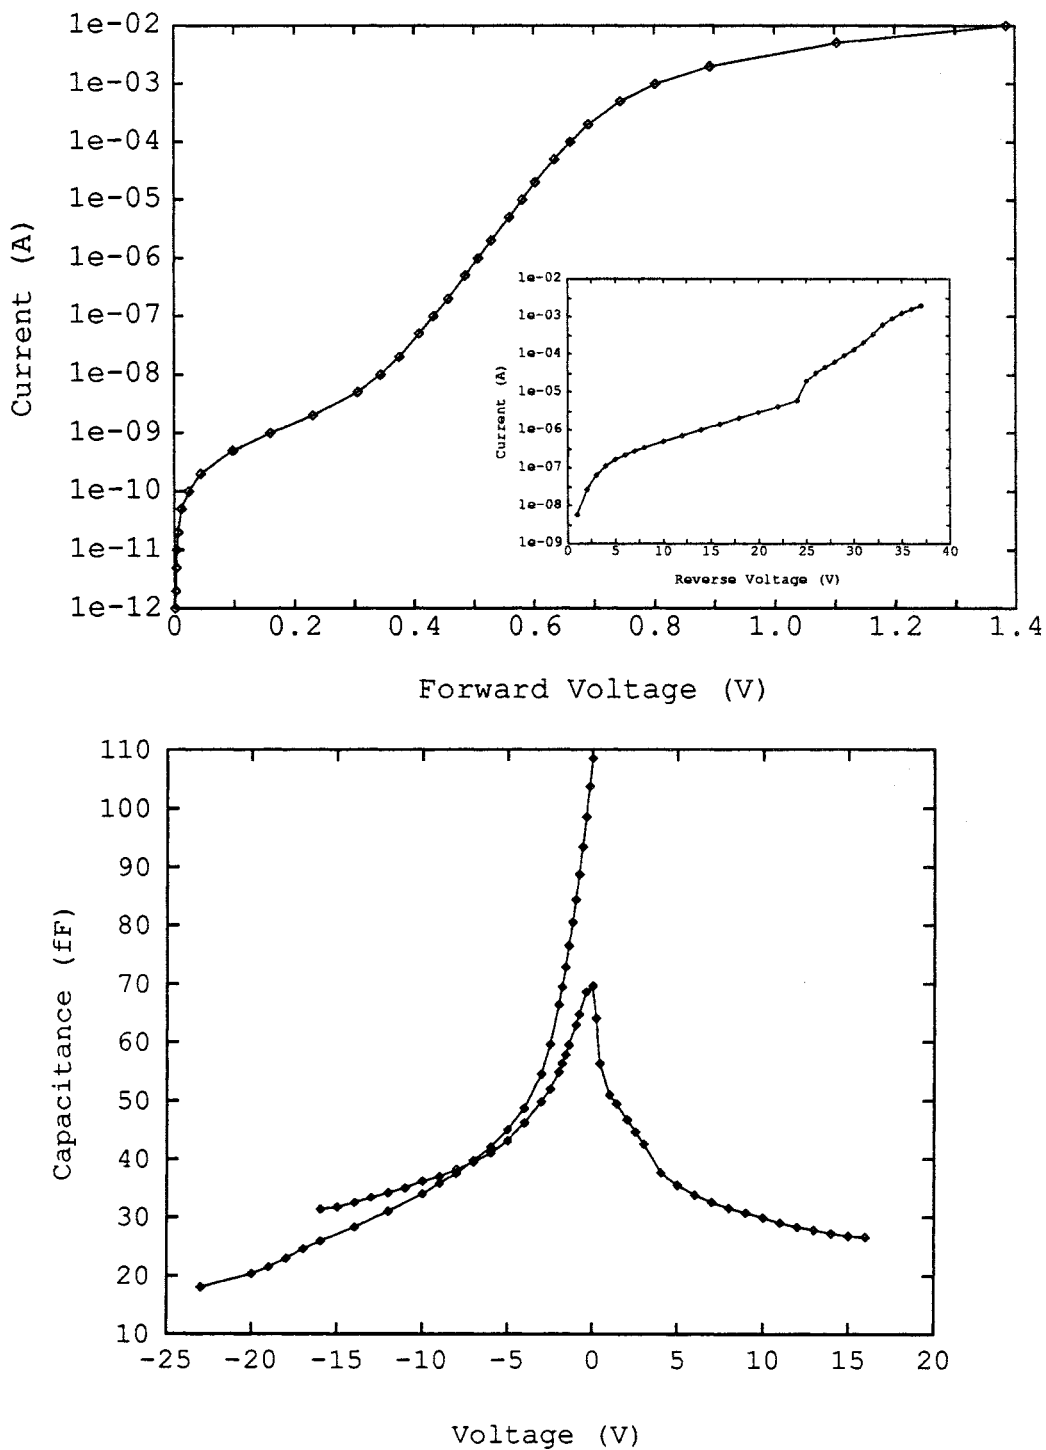 1e-02
1e-03
1e-04
1e-05
1e-06
1e-07
1e-08
1e-09
1e-10
1e-11
1e-12
Current (A)
0 0.2 0.4 0.6 0.8 1.0 1.2 1.4
Forward Voltage (V)
1e-02
1e-03
1e-04
1e-05
1e-06
1e-07
1e-08
1e-09
Current (A)
0 5 10 15 20 25 30 35 40
Reverse Voltage (V)
110
100
90
80
70
60
50
40
30
20
10
Capacitance (fF)
-25 -20 -15 -10 -5 0 5 10 15 20
Voltage (V)